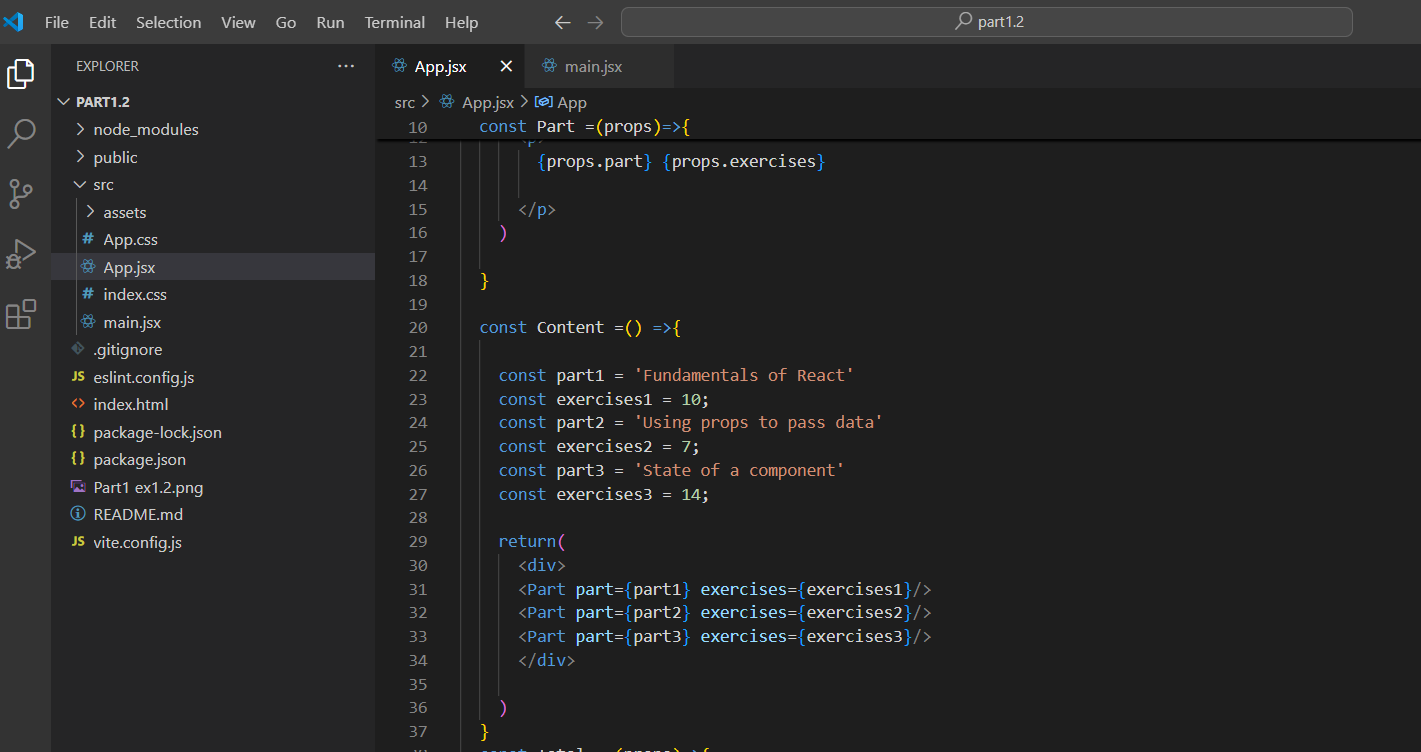 File Edit Selection View Go Run Terminal Help
part1.2
EXPLORER
PART1.2
node_modules
public
src
assets
# App.css
App.jsx
# index.css
main.jsx
.gitignore
JS eslint.config.js
<> index.html
{} package-lock.json
{} package.json
Part1 ex1.2.png
README.md
JS vite.config.js
App.jsx main.jsx
src > App.jsx > App
10 const Part =(props)=>{
13 {props.part} {props.exercises}
14
15 </p>
16 )
17
18 }
19
20 const Content =() =>{
21
22 const part1 = 'Fundamentals of React'
23 const exercises1 = 10;
24 const part2 = 'Using props to pass data'
25 const exercises2 = 7;
26 const part3 = 'State of a component'
27 const exercises3 = 14;
28
29 return(
30 <div>
31 <Part part={part1} exercises={exercises1}/>
32 <Part part={part2} exercises={exercises2}/>
33 <Part part={part3} exercises={exercises3}/>
34 </div>
35
36 )
37 }